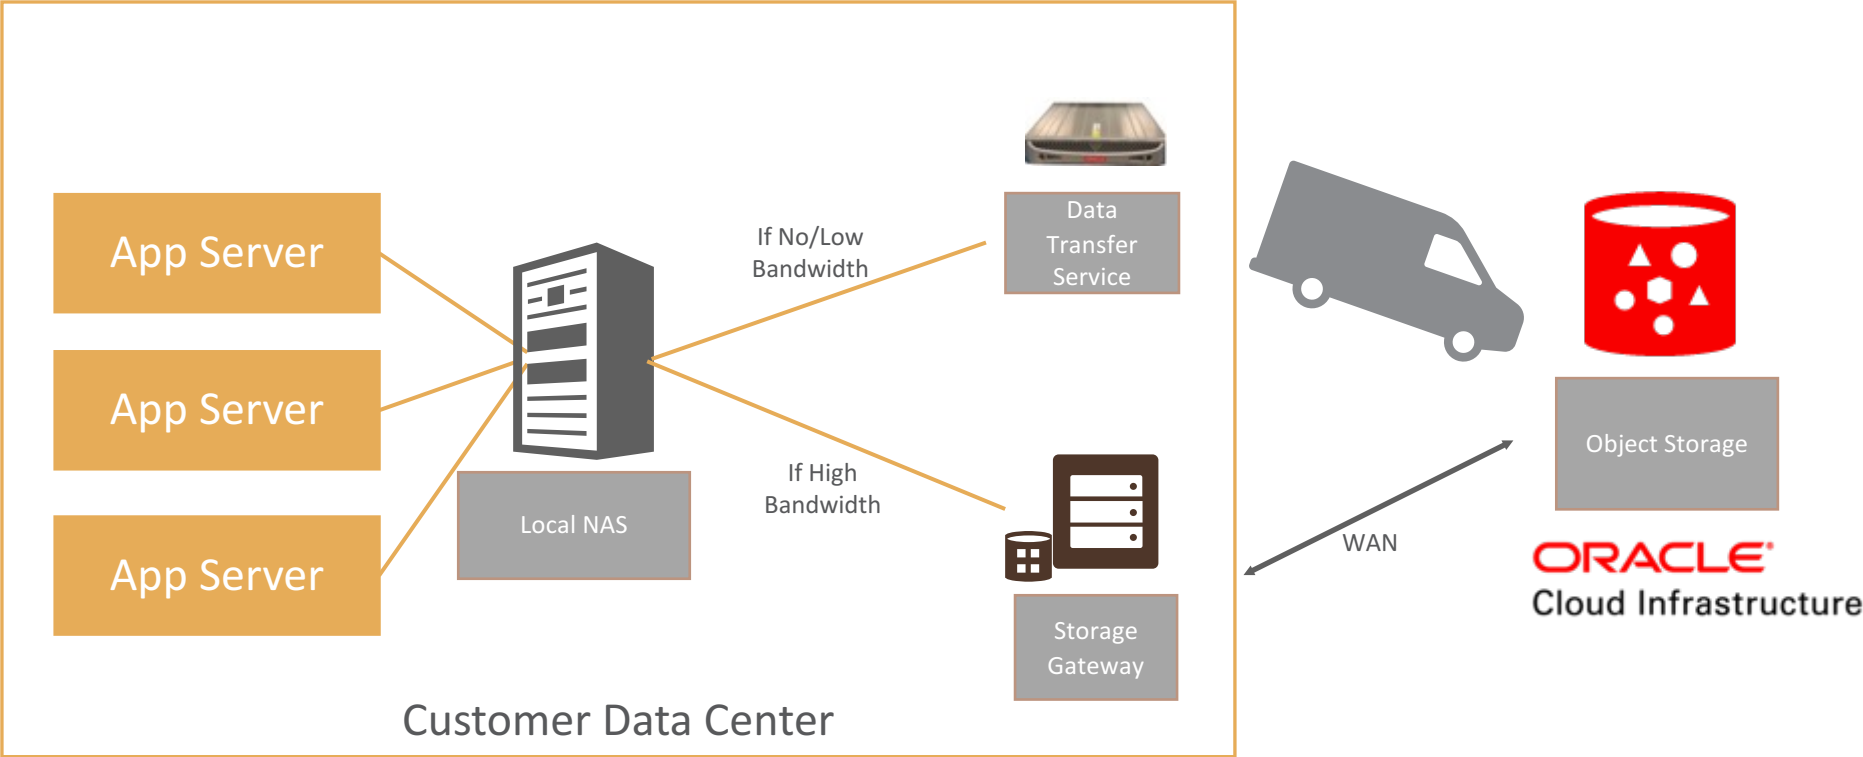 App Server
App Server
App Server
Local NAS
If No/Low
Bandwidth
If High
Bandwidth
Data
Transfer
Service
Storage
Gateway
Customer Data Center
WAN
Object Storage
ORACLE
Cloud Infrastructure